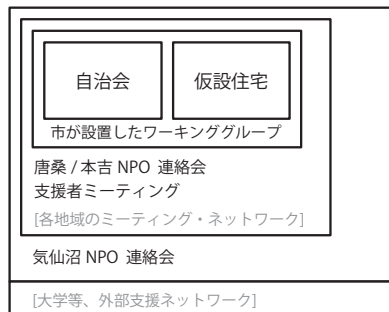 自治会 仮設住宅
市が設置したワーキンググループ
唐桑 / 本吉 NPO 連絡会
支援者ミーティング
[各地域のミーティング・ネットワーク]
気仙沼 NPO 連絡会
[大学等、外部支援ネットワーク]